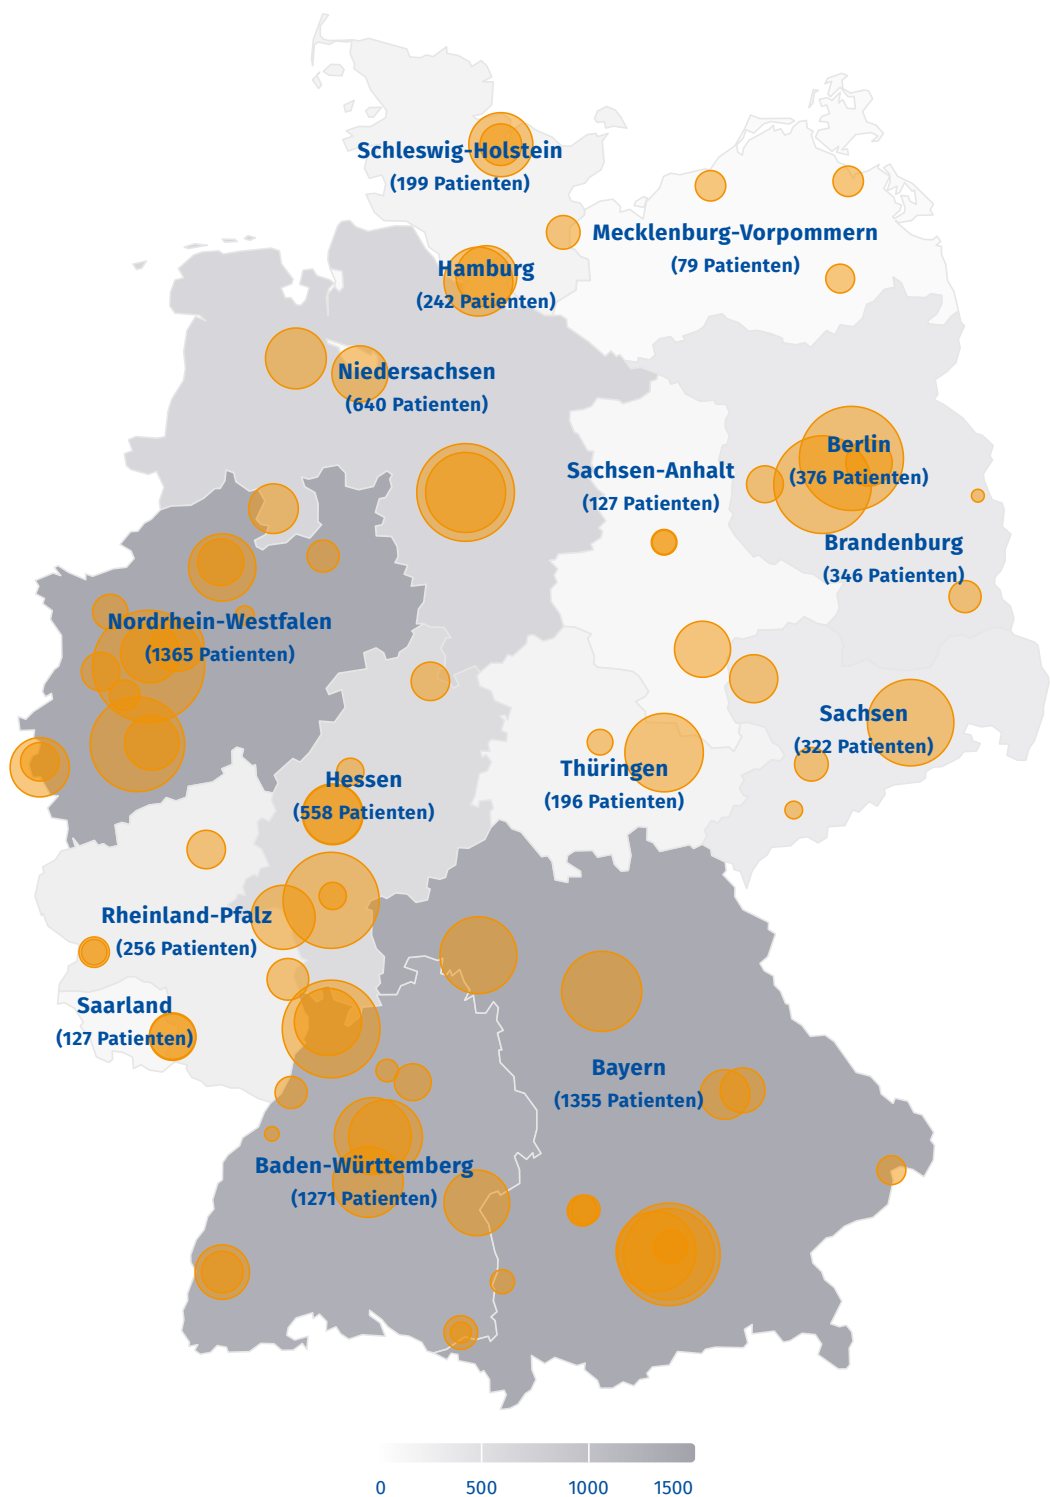 Schleswig-Holstein
(199 Patienten)
Mecklenburg-Vorpommern
(79 Patienten)
Hamburg
(242 Patienten)
Niedersachsen
(640 Patienten)
Berlin
(376 Patienten)
Sachsen-Anhalt
(127 Patienten)
Brandenburg
(346 Patienten)
Nordrhein-Westfalen
(1365 Patienten)
Sachsen
(322 Patienten)
Thüringen
(196 Patienten)
Hessen
(558 Patienten)
Rheinland-Pfalz
(256 Patienten)
Saarland
(127 Patienten)
Bayern
(1355 Patienten)
Baden-Württemberg
(1271 Patienten)
0 500 1000 1500